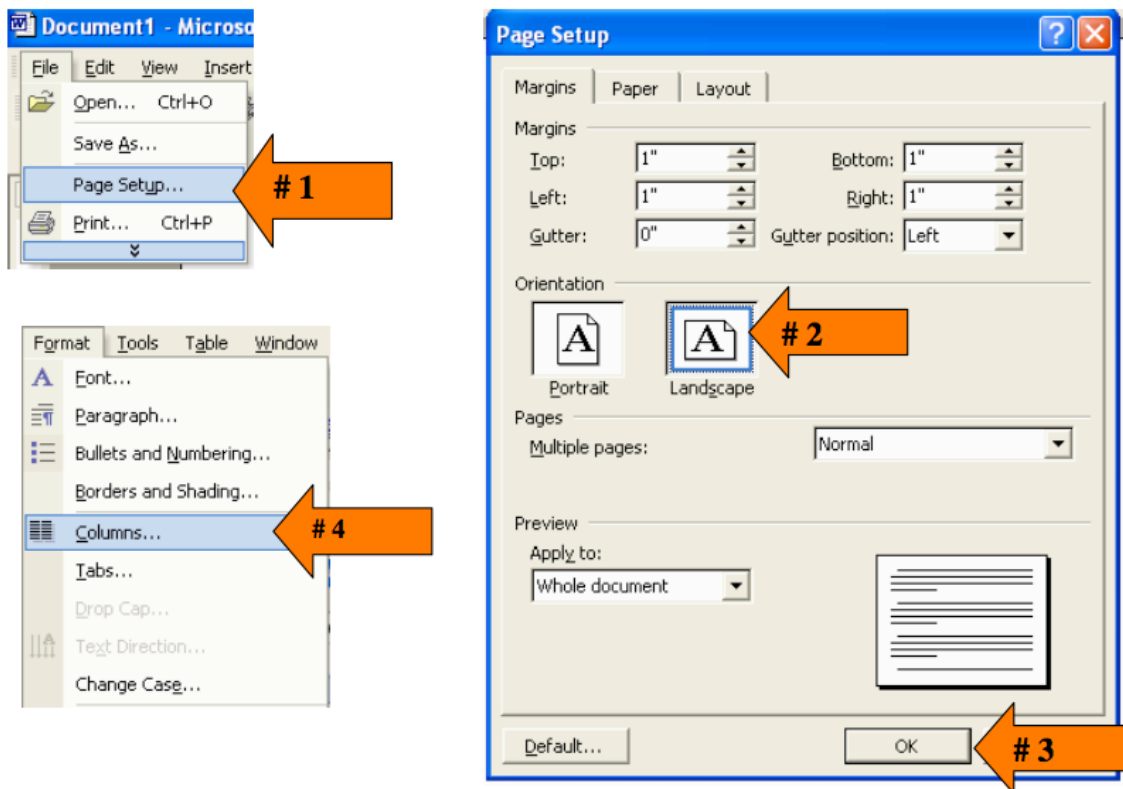 Document1 - Microso
File Edit View Insert
Open... Ctrl+O
Save As...
Page Setup...
# 1
Print... Ctrl+P
Format Tools Table Window
Font...
Paragraph...
Bullets and Numbering...
Borders and Shading...
Columns...
# 4
Tabs...
Drop Cap...
Text Direction...
Change Case...
Page Setup
Margins Paper Layout
Margins
Top: 1" Bottom: 1"
Left: 1" Right: 1"
Gutter: 0" Gutter position: Left
Orientation
A A
# 2
Portrait Landscape
Pages
Multiple pages: Normal
Preview
Apply to:
Whole document
Default... OK
# 3